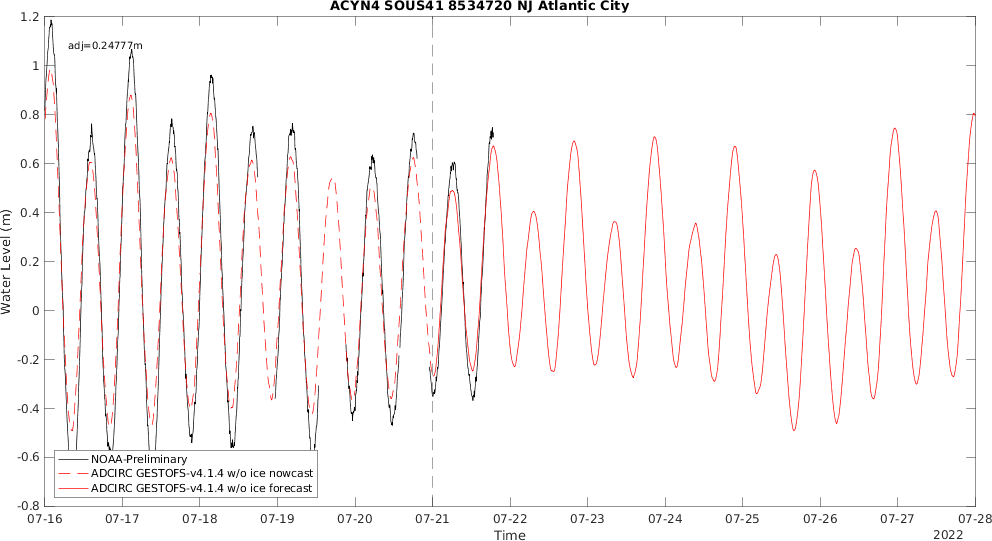 ACYN4 SOUS41 8534720 NJ Atlantic City
adj=0.24777m
Water Level (m)
1.2
1
0.8
0.6
0.4
0.2
0
-0.2
-0.4
-0.6
-0.8
NOAA-Preliminary
ADCIRC GESTOFS-v4.1.4 w/o ice nowcast
ADCIRC GESTOFS-v4.1.4 w/o ice forecast
07-16 07-17 07-18 07-19 07-20 07-21 07-22 07-23 07-24 07-25 07-26 07-27 07-28
Time
2022